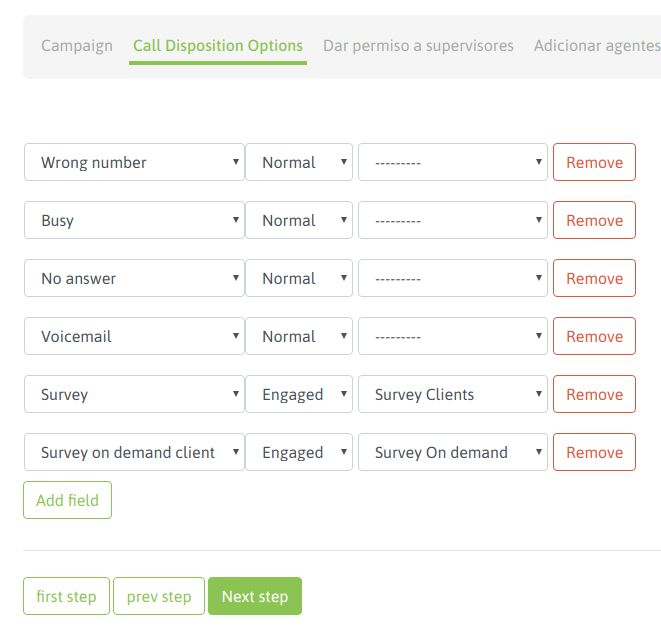 Campaign Call Disposition Options Dar permiso a supervisores Adicionar agentes
Wrong number Normal --------- Remove
Busy Normal --------- Remove
No answer Normal --------- Remove
Voicemail Normal --------- Remove
Survey Engaged Survey Clients Remove
Survey on demand client Engaged Survey On demand Remove
Add field
first step prev step Next step